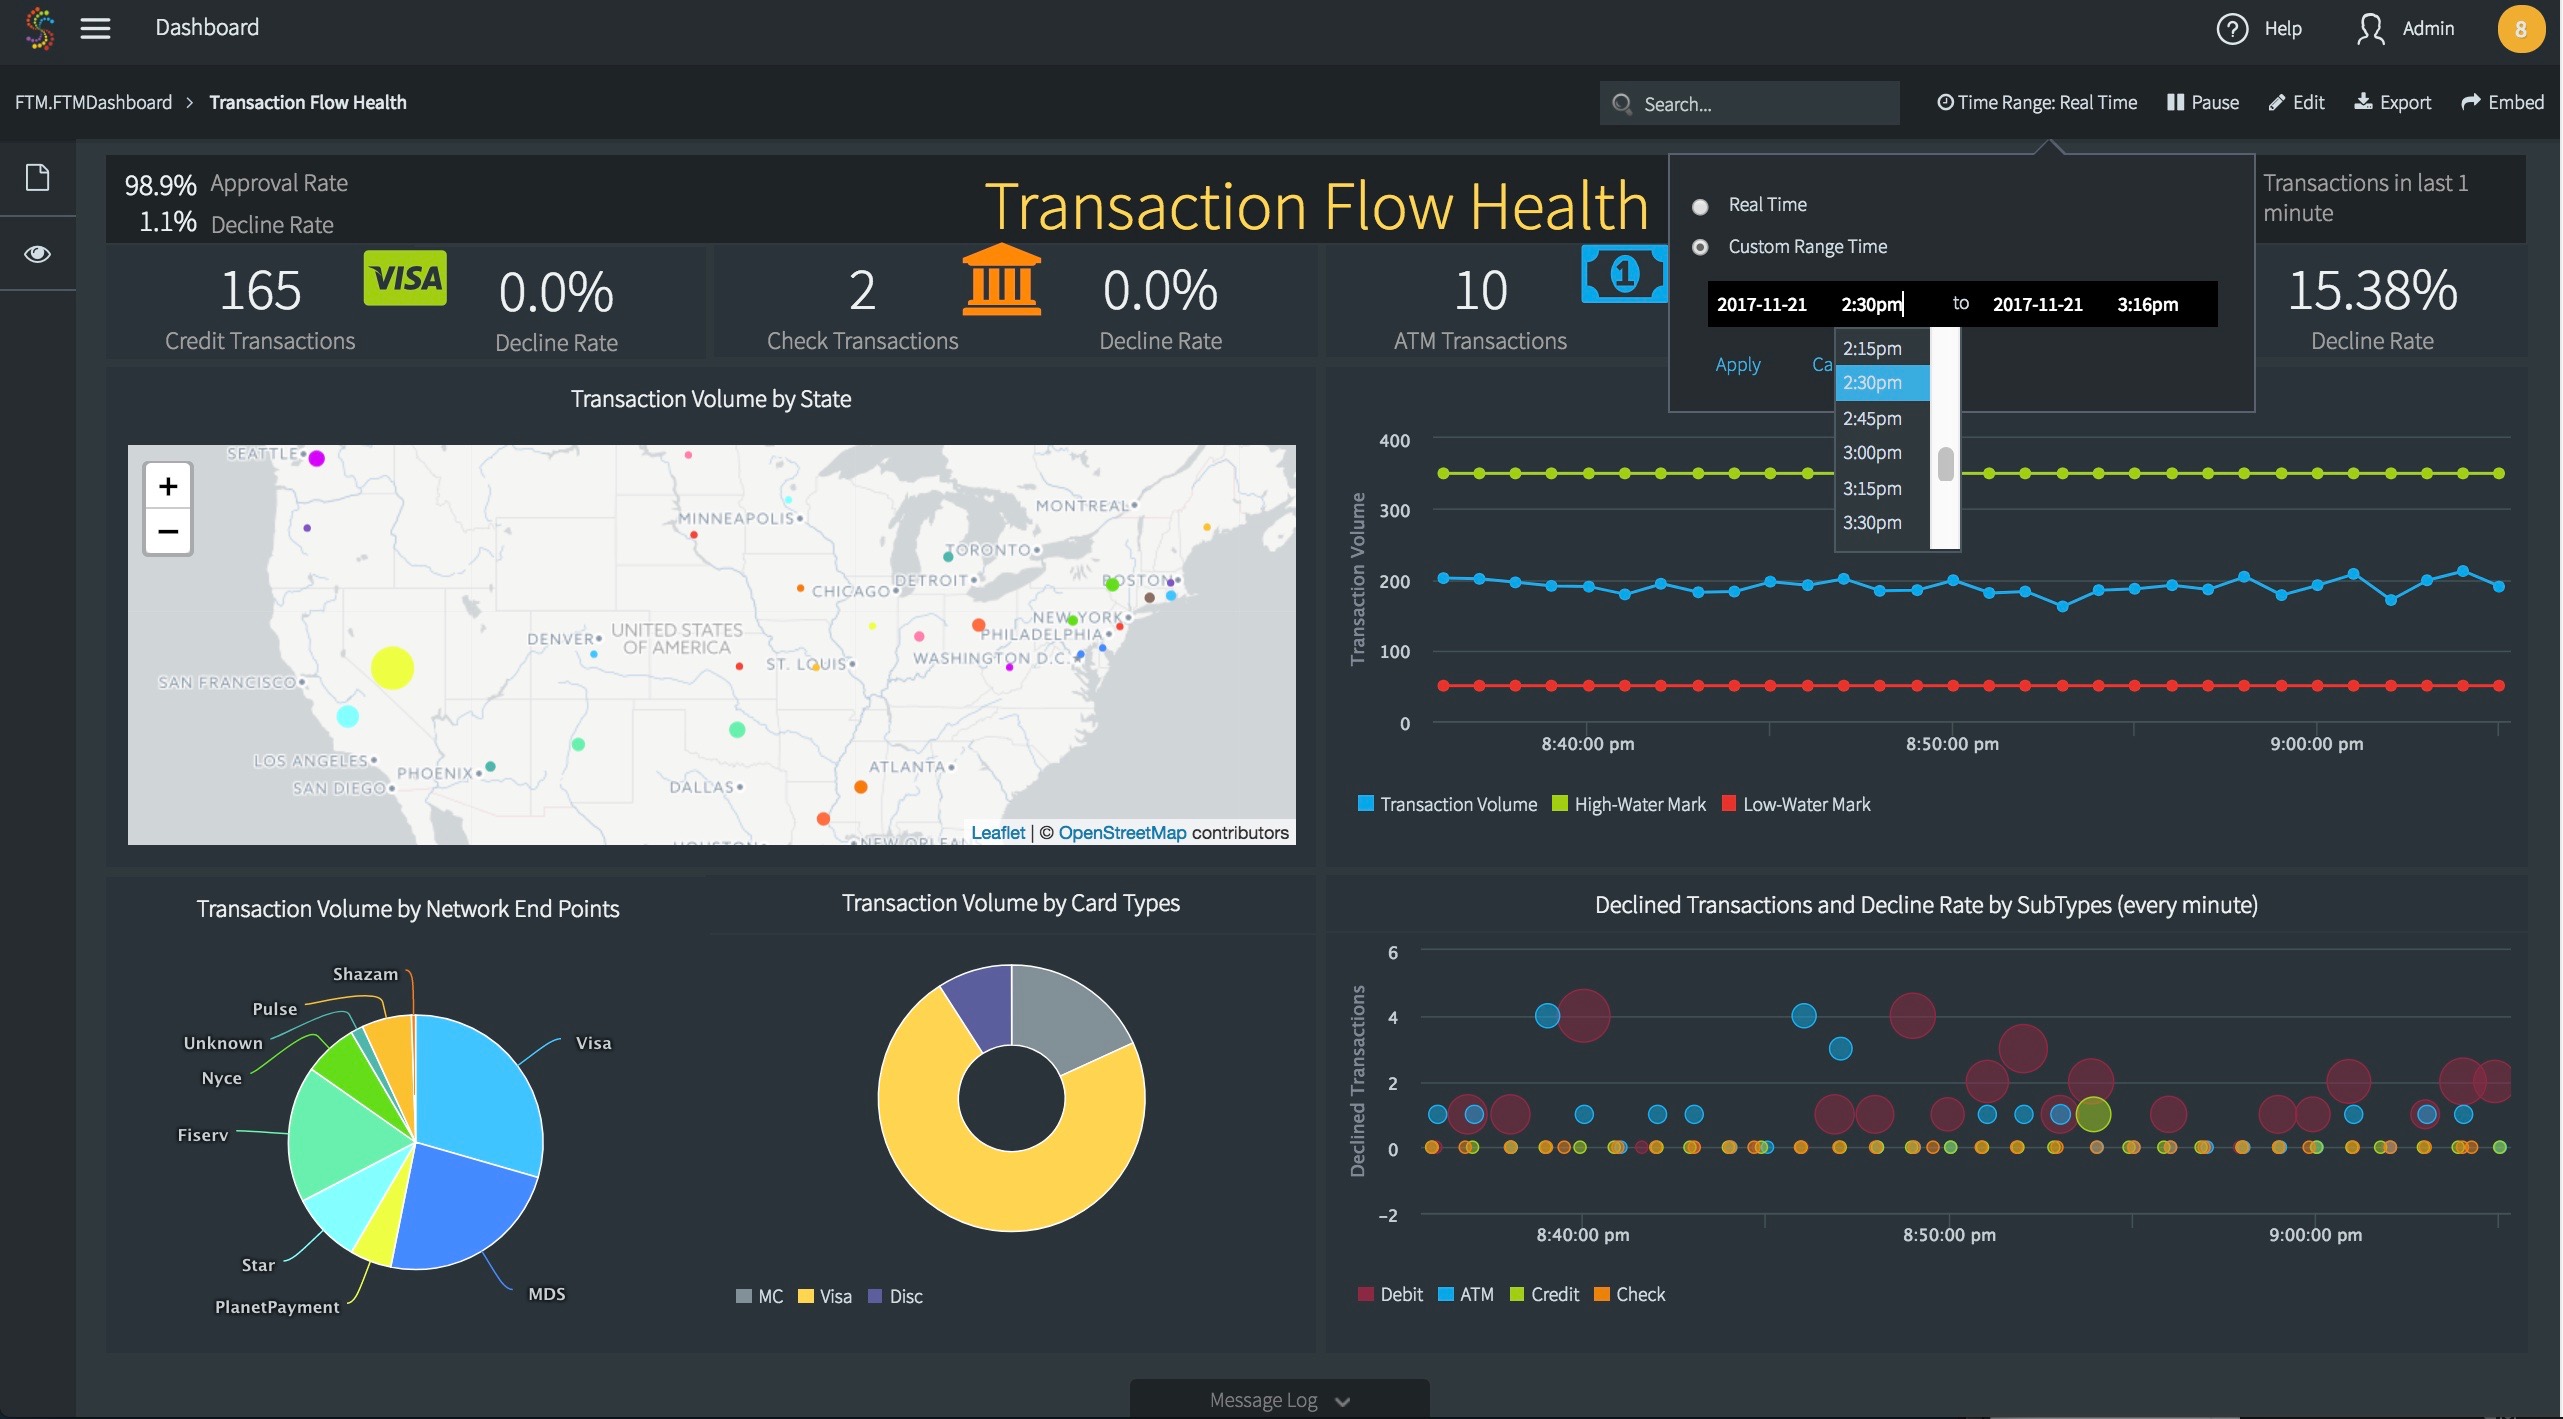 Dashboard
Help
Admin
8
FTM.FTMDashboard > Transaction Flow Health
Search...
Time Range: Real Time
Pause
Edit
Export
Embed
98.9% Approval Rate
1.1% Decline Rate
Transaction Flow Health
Transactions in last 1
minute
Real Time
Custom Range Time
2017-11-21 2:30pm to 2017-11-21 3:16pm
Apply
Ca
2:15pm
2:30pm
2:45pm
3:00pm
3:15pm
3:30pm
165
Credit Transactions
VISA
0.0%
Decline Rate
2
Check Transactions
0.0%
Decline Rate
10
ATM Transactions
1
15.38%
Decline Rate
Transaction Volume by State
+
−
SEATTLE
MINNEAPOLIS
MONTREAL
TORONTO
DETROIT
CHICAGO
BOSTON
NEW YORK
PHILADELPHIA
WASHINGTON D.C.
DENVER
UNITED STATES
OF AMERICA
ST. LOUIS
SAN FRANCISCO
LOS ANGELES
PHOENIX
SAN DIEGO
DALLAS
ATLANTA
HOUSTON
NEW ORLEAN
Leaflet | © OpenStreetMap contributors
Transaction Volume
400
300
200
100
0
8:40:00 pm
8:50:00 pm
9:00:00 pm
Transaction Volume
High-Water Mark
Low-Water Mark
Transaction Volume by Network End Points
Shazam
Pulse
Unknown
Nyce
Fiserv
Star
PlanetPayment
Visa
MDS
Transaction Volume by Card Types
MC
Visa
Disc
Declined Transactions and Decline Rate by SubTypes (every minute)
Declined Transactions
6
4
2
0
−2
8:40:00 pm
8:50:00 pm
9:00:00 pm
Debit
ATM
Credit
Check
Message Log